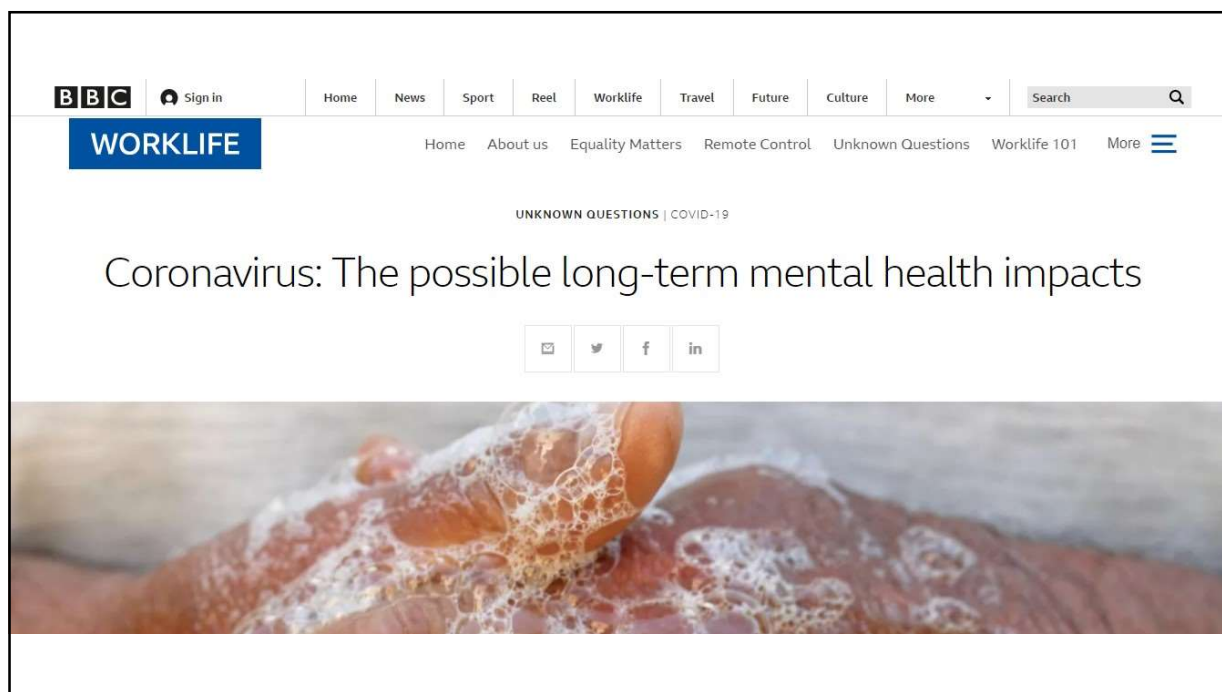 BBC Sign in Home News Sport Reel Worklife Travel Future Culture More Search
WORKLIFE Home About us Equality Matters Remote Control Unknown Questions Worklife 101 More
UNKNOWN QUESTIONS | COVID-19
Coronavirus: The possible long-term mental health impacts
f in